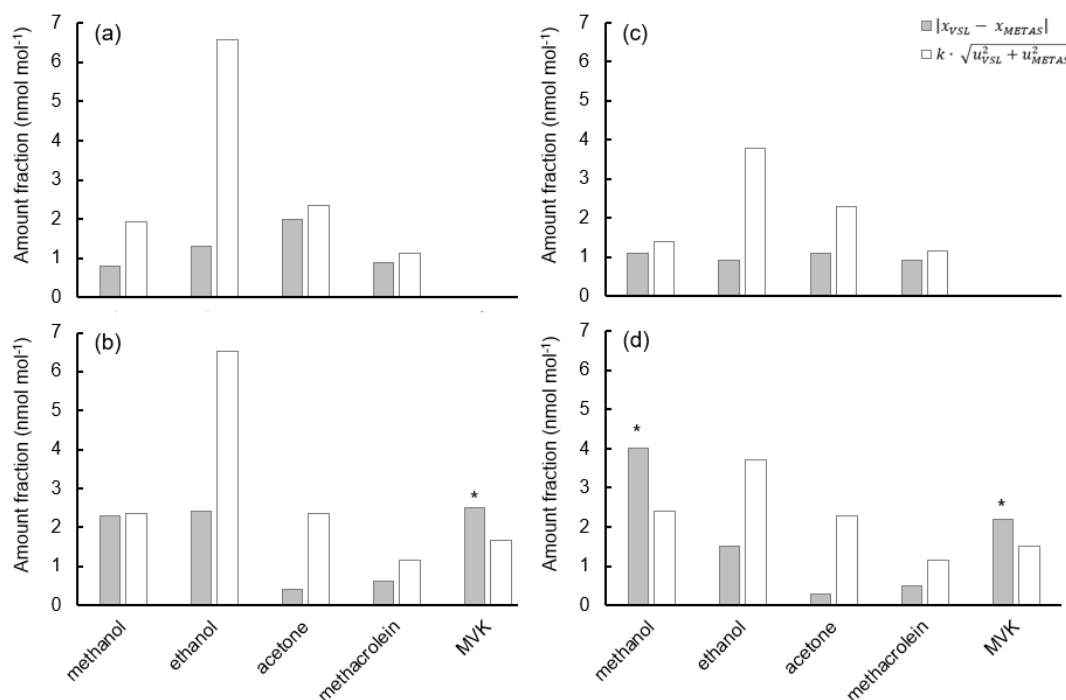 (a)
Amount fraction (nmol mol⁻¹)
7
6
5
4
3
2
1
0
(c)
Amount fraction (nmol mol⁻¹)
7
6
5
4
3
2
1
0
|x_VSL − x_METAS|
k · √u²_VSL + u²_METAS
(b)
Amount fraction (nmol mol⁻¹)
7
6
5
4
3
2
1
0
*
methanol
ethanol
acetone
methacrolein
MVK
(d)
Amount fraction (nmol mol⁻¹)
7
6
5
4
3
2
1
0
*
*
methanol
ethanol
acetone
methacrolein
MVK